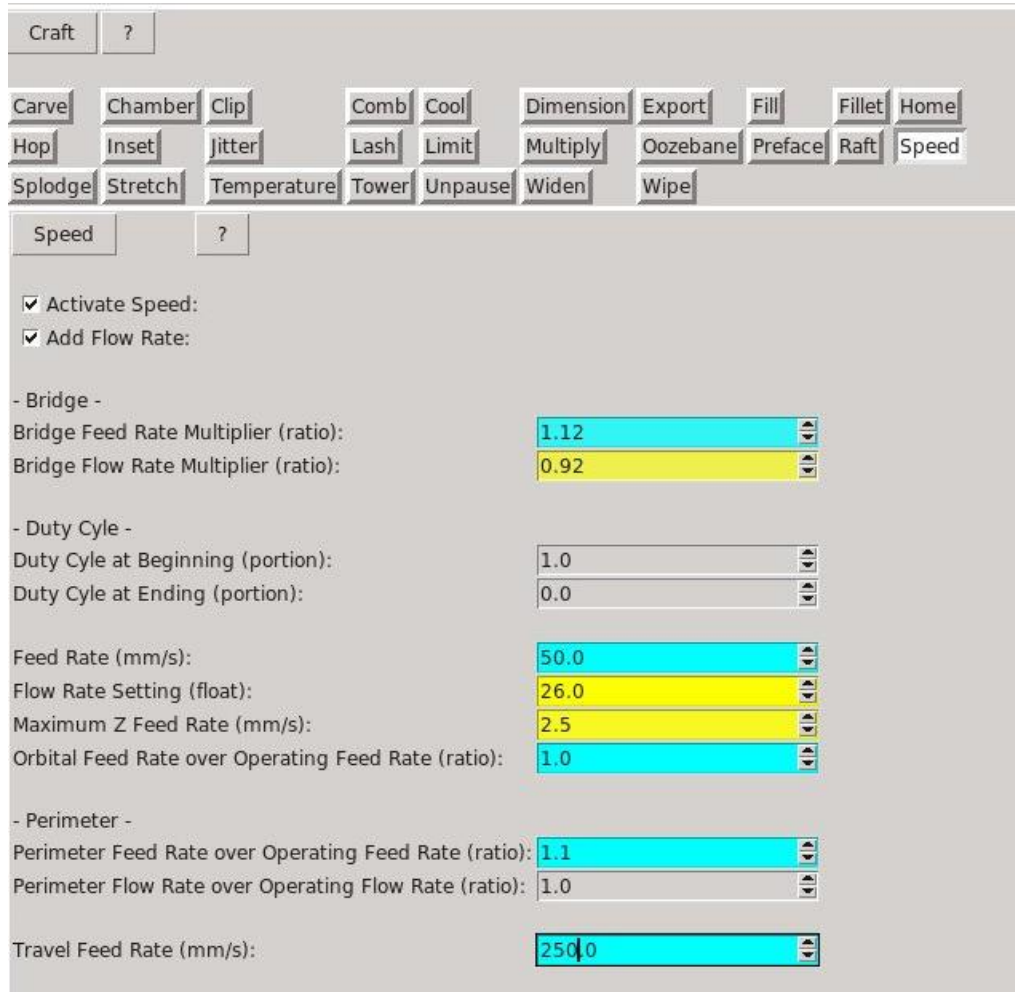 Craft ?
Carve Chamber Clip Comb Cool Dimension Export Fill Fillet Home
Hop Inset Jitter Lash Limit Multiply Oozebane Preface Raft Speed
Splodge Stretch Temperature Tower Unpause Widen Wipe
Speed ?
Activate Speed:
Add Flow Rate:
- Bridge -
Bridge Feed Rate Multiplier (ratio): 1.12
Bridge Flow Rate Multiplier (ratio): 0.92
- Duty Cyle -
Duty Cyle at Beginning (portion): 1.0
Duty Cyle at Ending (portion): 0.0
Feed Rate (mm/s): 50.0
Flow Rate Setting (float): 26.0
Maximum Z Feed Rate (mm/s): 2.5
Orbital Feed Rate over Operating Feed Rate (ratio): 1.0
- Perimeter -
Perimeter Feed Rate over Operating Feed Rate (ratio): 1.1
Perimeter Flow Rate over Operating Flow Rate (ratio): 1.0
Travel Feed Rate (mm/s): 250.0